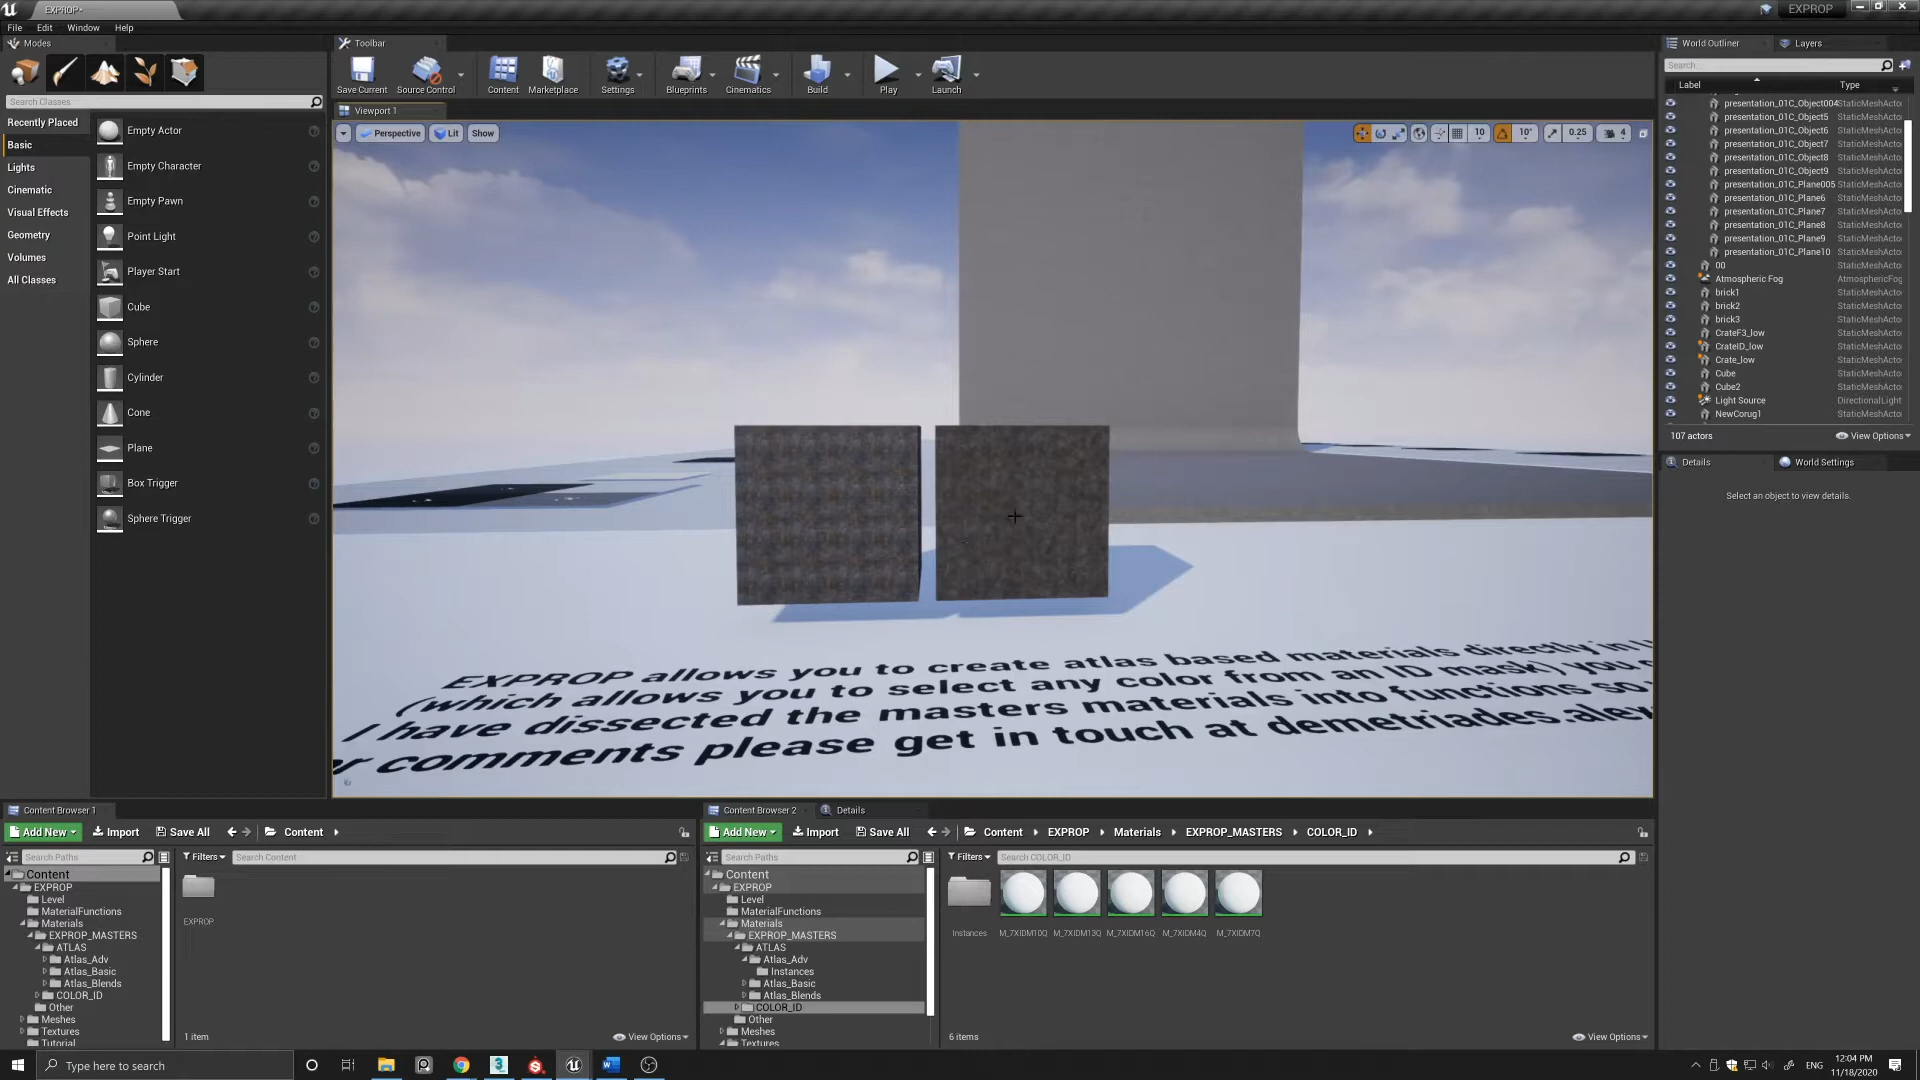 EXPROP•
EXPROP
File Edit Window Help
Modes
Toolbar
World Outliner
Layers
Save Current
Source Control
Content
Marketplace
Settings
Blueprints
Cinematics
Build
Play
Launch
Search Classes
Search...
Label
Type
Viewport 1
Perspective
Lit
Show
10
10°
0.25
4
Recently Placed
Basic
Lights
Cinematic
Visual Effects
Geometry
Volumes
All Classes
Empty Actor
Empty Character
Empty Pawn
Point Light
Player Start
Cube
Sphere
Cylinder
Cone
Plane
Box Trigger
Sphere Trigger
presentation_01C_Object004 StaticMeshActo
presentation_01C_Object5 StaticMeshActo
presentation_01C_Object6 StaticMeshActo
presentation_01C_Object7 StaticMeshActo
presentation_01C_Object8 StaticMeshActo
presentation_01C_Object9 StaticMeshActo
presentation_01C_Plane005 StaticMeshActo
presentation_01C_Plane6 StaticMeshActo
presentation_01C_Plane7 StaticMeshActo
presentation_01C_Plane8 StaticMeshActo
presentation_01C_Plane9 StaticMeshActo
presentation_01C_Plane10 StaticMeshActo
00 StaticMeshActo
Atmospheric Fog AtmosphericFog
brick1 StaticMeshActo
brick2 StaticMeshActo
brick3 StaticMeshActo
CrateF3_low StaticMeshActo
CrateID_low StaticMeshActo
Crate_low StaticMeshActo
Cube StaticMeshActo
Cube2 StaticMeshActo
Light Source DirectionalLight
NewCorug1 StaticMeshActo
107 actors
View Options
Details
World Settings
Select an object to view details.
EXPROP allows you to create atlas based materials directly in
(which allows you to select any color from an ID mask) you
I have dissected the masters materials into functions so
r comments please get in touch at demetriades.alex
Content Browser 1
Add New Import Save All Content
Search Paths
Filters
Search Content
Content
EXPROP
Level
MaterialFunctions
Materials
EXPROP_MASTERS
ATLAS
Atlas_Adv
Atlas_Basic
Atlas_Blends
COLOR_ID
Other
Meshes
Textures
Tutorial
EXPROP
1 item
View Options
Content Browser 2
Details
Add New Import Save All Content EXPROP Materials EXPROP_MASTERS COLOR_ID
Search Paths
Filters
Search COLOR_ID
Content
EXPROP
Level
MaterialFunctions
Materials
EXPROP_MASTERS
ATLAS
Atlas_Adv
Instances
Atlas_Basic
Atlas_Blends
COLOR_ID
Other
Meshes
Textures
Instances
M_7XIDM10Q
M_7XIDM13Q
M_7XIDM16Q
M_7XIDM4Q
M_7XIDM7Q
6 items
View Options
Type here to search
ENG
12:04 PM
11/18/2020